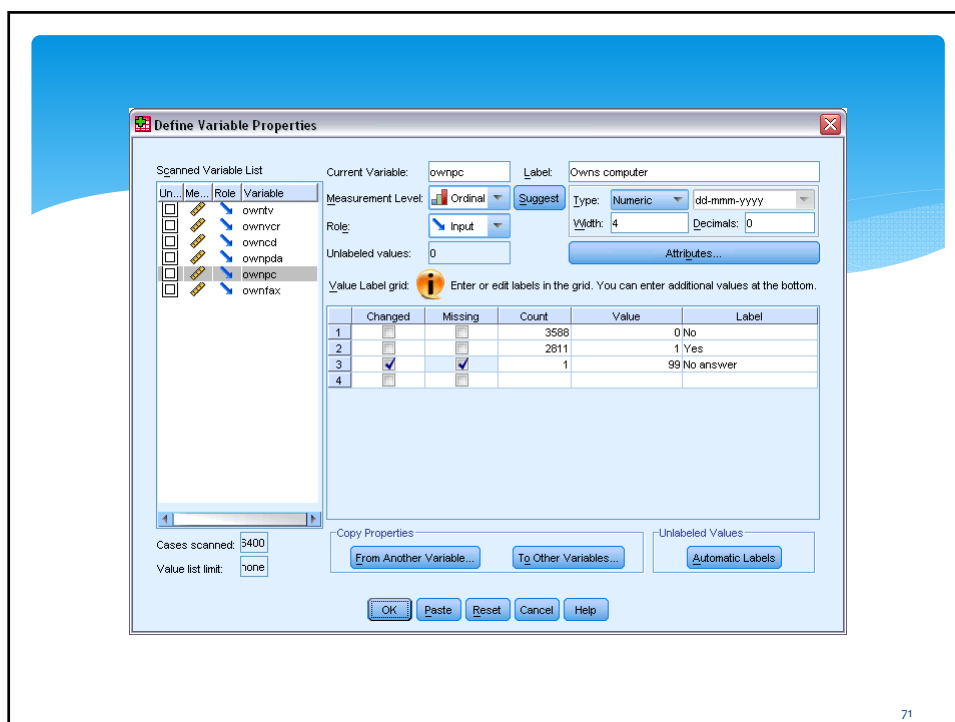 Define Variable Properties
Scanned Variable List
Un... Me... Role Variable
owntv
ownvcr
owncd
ownpda
ownpc
ownfax
Cases scanned: 6400
Value list limit: none
Current Variable: ownpc Label: Owns computer
Measurement Level: Ordinal Suggest Type: Numeric dd-mmm-yyyy
Role: Input Width: 4 Decimals: 0
Unlabeled values: 0 Attributes...
Value Label grid: Enter or edit labels in the grid. You can enter additional values at the bottom.
Changed Missing Count Value Label
1 3588 0 No
2 2811 1 Yes
3 1 99 No answer
4
Copy Properties Unlabeled Values
From Another Variable... To Other Variables... Automatic Labels
OK Paste Reset Cancel Help
71